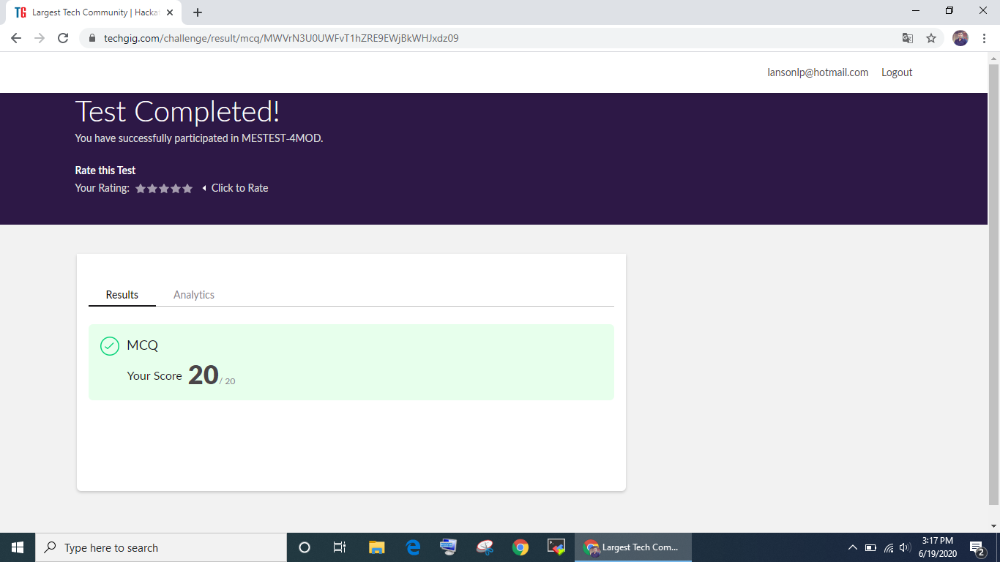 TG Largest Tech Community | Hacka
techgig.com/challenge/result/mcq/MWVrN3U0UWFvT1hZRE9EWjBkWHJxdz09
lansonlp@hotmail.com Logout
Test Completed!
You have successfully participated in MESTEST-4MOD.
Rate this Test
Your Rating: Click to Rate
Results Analytics
MCQ
Your Score 20 / 20
Type here to search
Largest Tech Com...
3:17 PM
6/19/2020
2